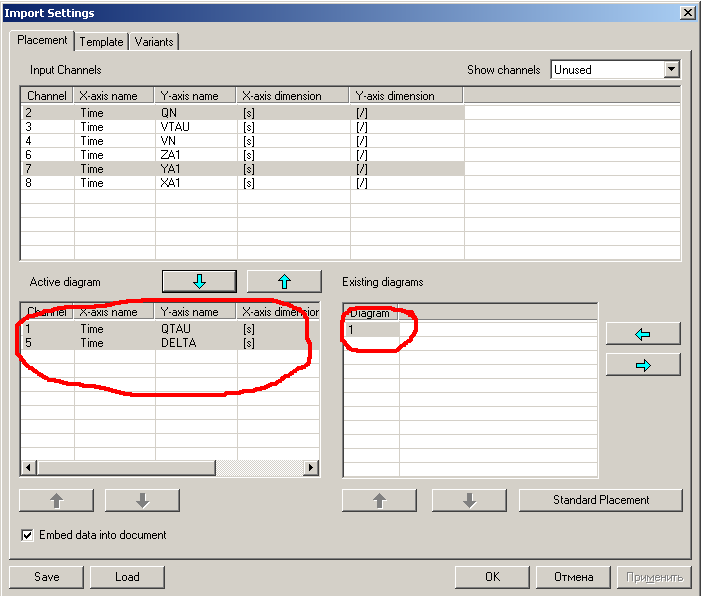 Import Settings
Placement Template Variants
Input Channels Show channels Unused
Channel X-axis name Y-axis name X-axis dimension Y-axis dimension
2 Time QN [s] [/]
3 Time VTAU [s] [/]
4 Time VN [s] [/]
6 Time ZA1 [s] [/]
7 Time YA1 [s] [/]
8 Time XA1 [s] [/]
Active diagram Existing diagrams
Channel X-axis name Y-axis name X-axis dimension Diagram
1 Time QTAU [s] 1
5 Time DELTA [s]
Standard Placement
Embed data into document
Save Load OK Отмена Применить